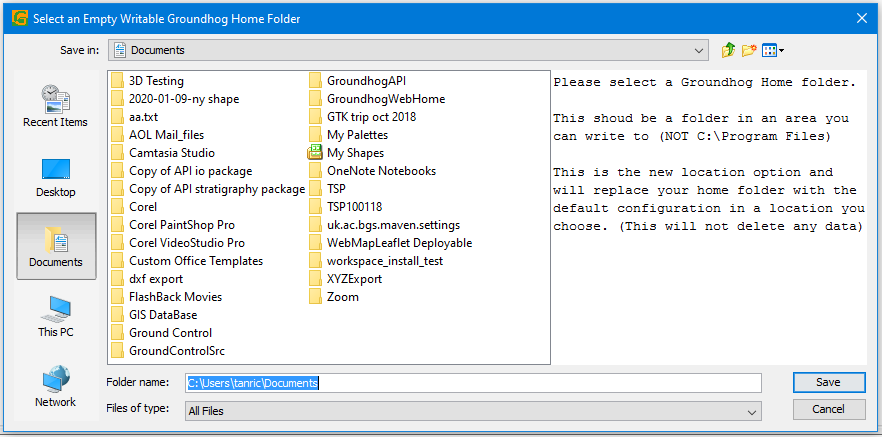 Select an Empty Writable Groundhog Home Folder
Save in:
Documents
Recent Items
Desktop
Documents
This PC
Network
3D Testing
2020-01-09-ny shape
aa.txt
AOL Mail_files
Camtasia Studio
Copy of API io package
Copy of API stratigraphy package
Corel
Corel PaintShop Pro
Corel VideoStudio Pro
Custom Office Templates
dxf export
FlashBack Movies
GIS DataBase
Ground Control
GroundControlSrc
GroundhogAPI
GroundhogWebHome
GTK trip oct 2018
My Palettes
My Shapes
OneNote Notebooks
TSP
TSP100118
uk.ac.bgs.maven.settings
WebMapLeaflet Deployable
workspace_install_test
XYZExport
Zoom
Please select a Groundhog Home folder.
This shoud be a folder in an area you
can write to (NOT C:\Program Files)
This is the new location option and
will replace your home folder with the
default configuration in a location you
choose. (This will not delete any data)
Folder name:
C:\Users\tanric\Documents
Save
Files of type:
All Files
Cancel